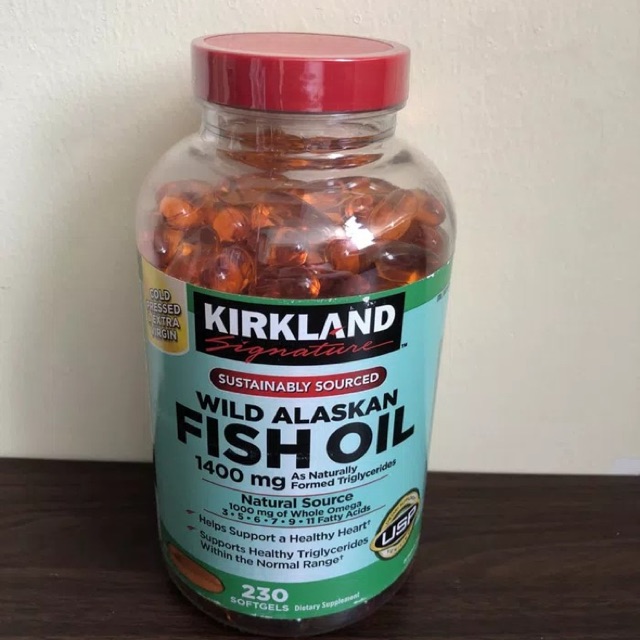 COLD
PRESSED
EXTRA
VIRGIN
KIRKLAND
Signature™
SUSTAINABLY SOURCED
WILD ALASKAN
FISH OIL
1400 mg As Naturally
Formed Triglycerides
Natural Source
1000 mg of Whole Omega
3•5•6•7•9•11 Fatty Acids
Helps Support a Healthy Heart†
Supports Healthy Triglycerides
Within the Normal Range†
USP
230
SOFTGELS Dietary Supplement